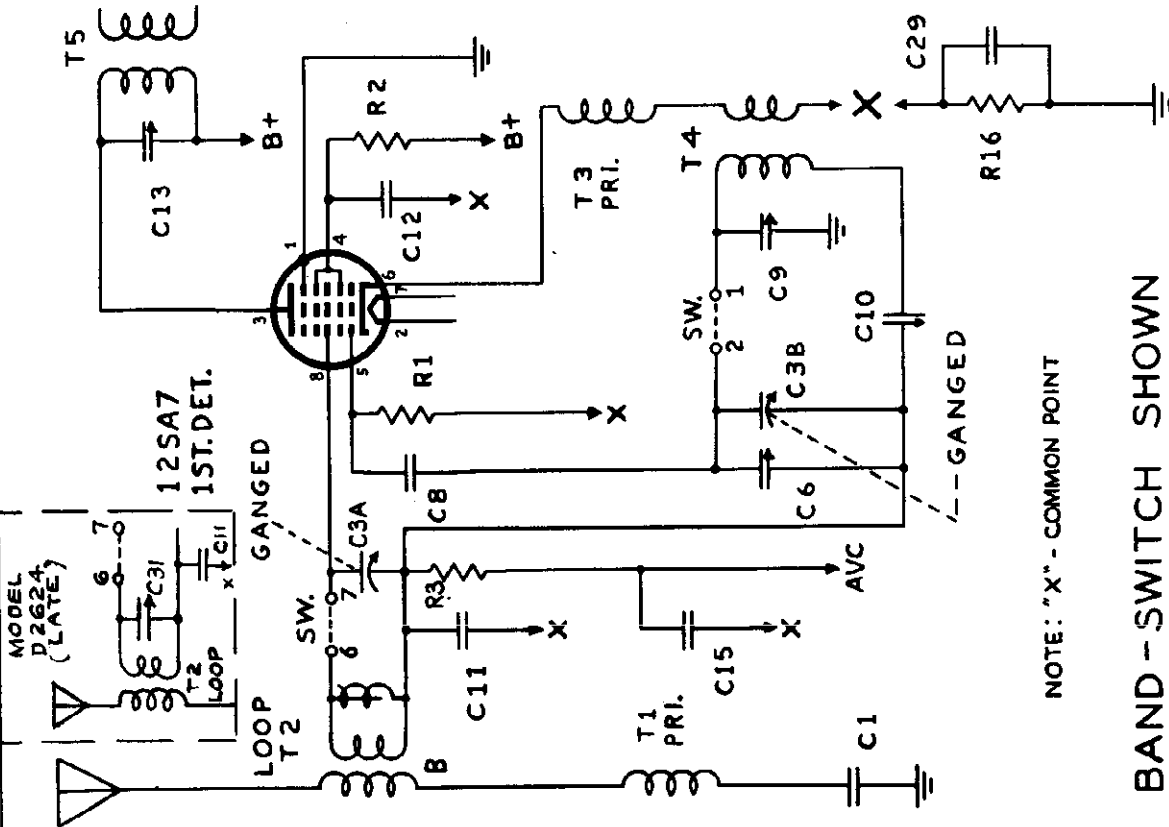 MODEL
D2624
(LATE)
6
7
C31
C11
X
T2
LOOP
12SA7
1ST.DET.
T5
C13
B+
R2
B+
C12
X
1
3
4
8
5
6
7
2
GANGED
SW.
6
7
C3A
LOOP
T2
B
R3
C11
X
C8
R1
X
AVC
C15
X
T1
PRI.
C1
T3
PRI.
T4
X
C29
R16
SW.
1
2
C9
C10
C3B
C6
GANGED
NOTE: "X" - COMMON POINT
BAND-SWITCH SHOWN